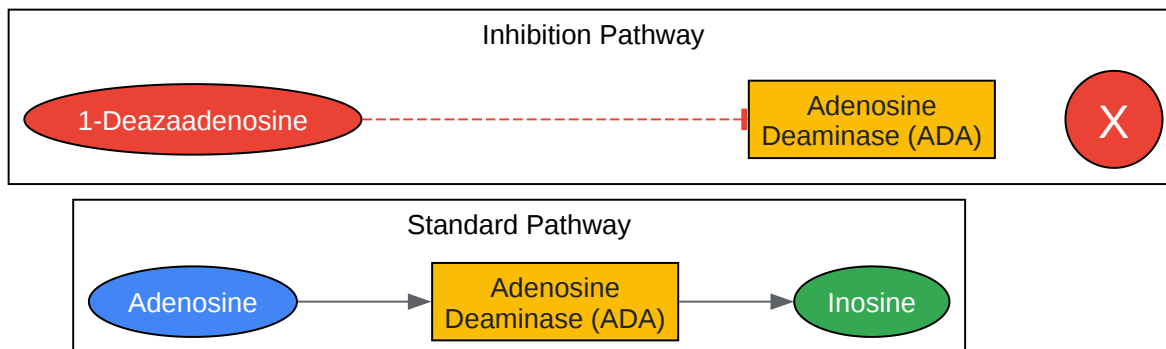 Inhibition Pathway
1-Deazaadenosine
Adenosine
Deaminase (ADA)
X
Standard Pathway
Adenosine
Adenosine
Deaminase (ADA)
Inosine